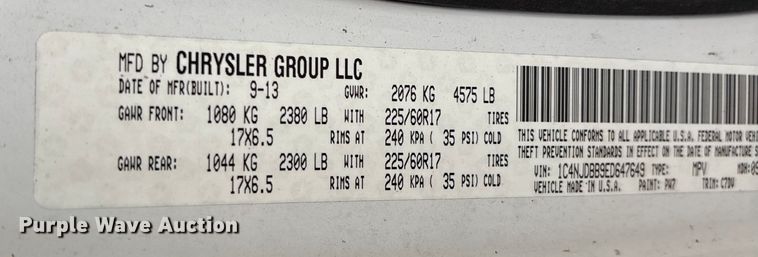 MFD BY CHRYSLER GROUP LLC
DATE OF MFR(BUILT): 9-13 GVWR: 2076 KG 4575 LB
GAWR FRONT: 1080 KG 2380 LB WITH 225/60R17 TIRES
17X6.5 RIMS AT 240 KPA ( 35 PSI) COLD
GAWR REAR: 1044 KG 2300 LB WITH 225/60R17 TIRES
17X6.5 RIMS AT 240 KPA ( 35 PSI) COLD
THIS VEHICLE CONFORMS TO ALL APPLICABLE U.S.A. FEDERAL MOTOR VEHI
THEFT PREVENTION STANDARDS IN EFFECT ON THE DATE OF MANUFACTURE S
VIN: 1C4NJDBB9ED647649 TYPE: MPV MDH: 09
VEHICLE MADE IN U.S.A. PAINT: PW7 TRIM: C7DV
Purple Wave Auction